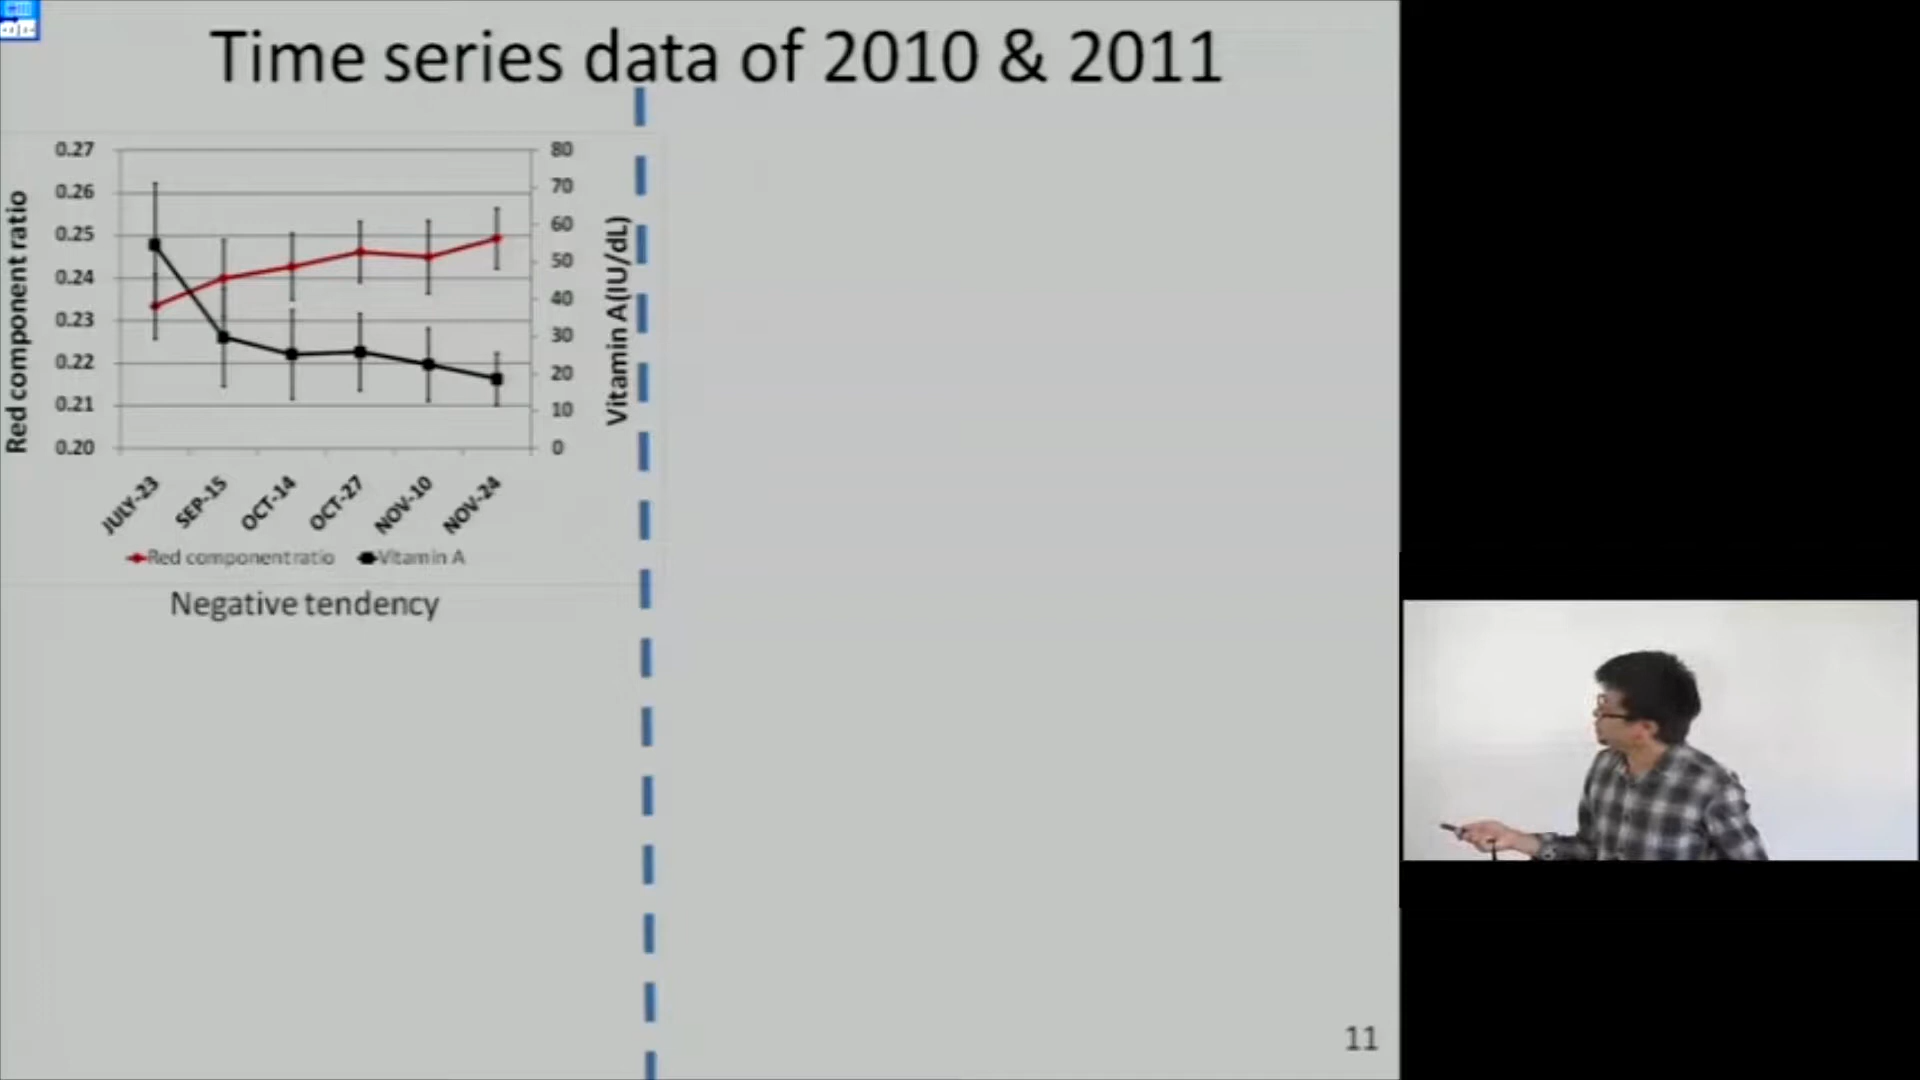 Time series data of 2010 & 2011
Red component ratio
0.27
0.26
0.25
0.24
0.23
0.22
0.21
0.20
80
70
60
50
40
30
20
10
0
Vitamin A(IU/dL)
JULY-23
SEP-15
OCT-14
OCT-27
NOV-10
NOV-24
Red component ratio
Vitamin A
Negative tendency
11